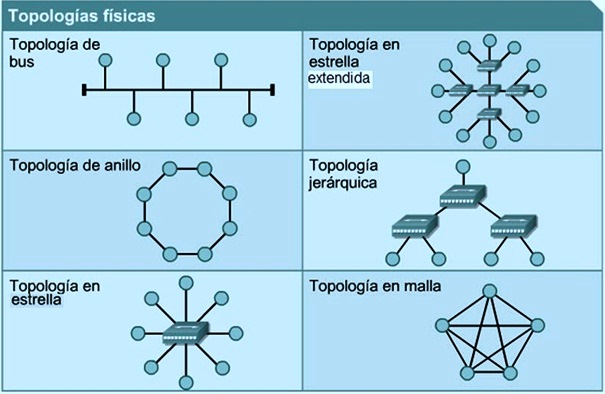 Topologías físicas
Topología de
bus
Topología en
estrella
extendida
Topología de anillo
Topología
jerárquica
Topología en
estrella
Topología en malla